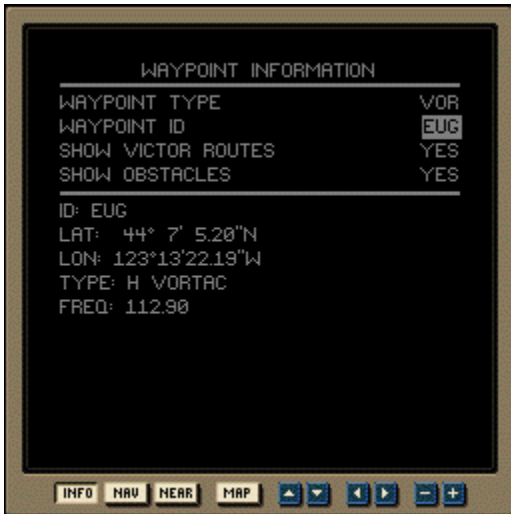 WAYPOINT INFORMATION
WAYPOINT TYPE VOR
WAYPOINT ID EUG
SHOW VICTOR ROUTES YES
SHOW OBSTACLES YES
ID: EUG
LAT: 44° 7' 5.20"N
LON: 123°13'22.19"W
TYPE: H VORTAC
FREQ: 112.90
INFO NAV NEAR MAP